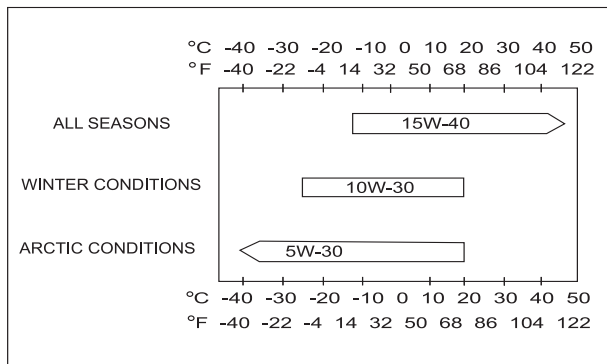 °C -40 -30 -20 -10 0 10 20 30 40 50
°F -40 -22 -4 14 32 50 68 86 104 122
ALL SEASONS 15W-40
WINTER CONDITIONS 10W-30
ARCTIC CONDITIONS 5W-30
°C -40 -30 -20 -10 0 10 20 30 40 50
°F -40 -22 -4 14 32 50 68 86 104 122